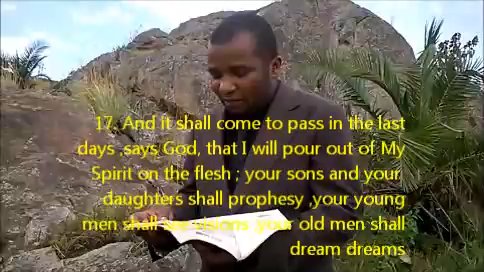 17. And it shall come to pass in the last
days ,says God, that I will pour out of My
Spirit on the flesh ; your sons and your
daughters shall prophesy ,your young
men shall see visions ,your old men shall
dream dreams